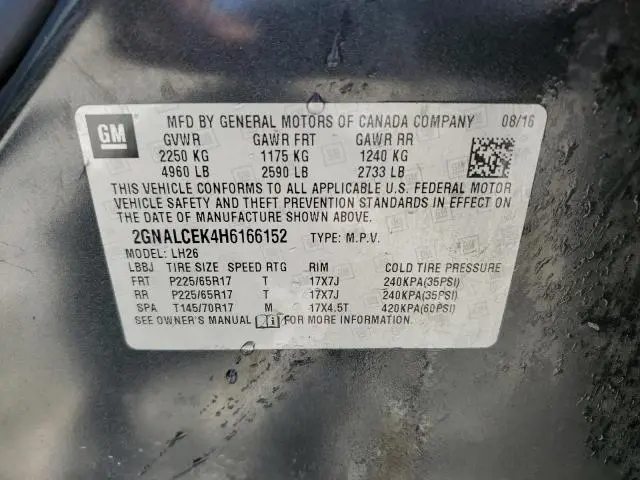 GM
MFD BY GENERAL MOTORS OF CANADA COMPANY 08/16
GVWR GAWR FRT GAWR RR
2250 KG 1175 KG 1240 KG
4960 LB 2590 LB 2733 LB
THIS VEHICLE CONFORMS TO ALL APPLICABLE U.S. FEDERAL MOTOR
VEHICLE SAFETY AND THEFT PREVENTION STANDARDS IN EFFECT ON
THE DATE OF MANUFACTURE SHOWN ABOVE.
2GNALCEK4H6166152 TYPE: M.P.V.
MODEL: LH26
LBBJ TIRE SIZE SPEED RTG RIM COLD TIRE PRESSURE
FRT P225/65R17 T 17X7J 240KPA(35PSI)
RR P225/65R17 T 17X7J 240KPA(35PSI)
SPA T145/70R17 M 17X4.5T 420KPA(60PSI)
SEE OWNER'S MANUAL FOR MORE INFORMATION.